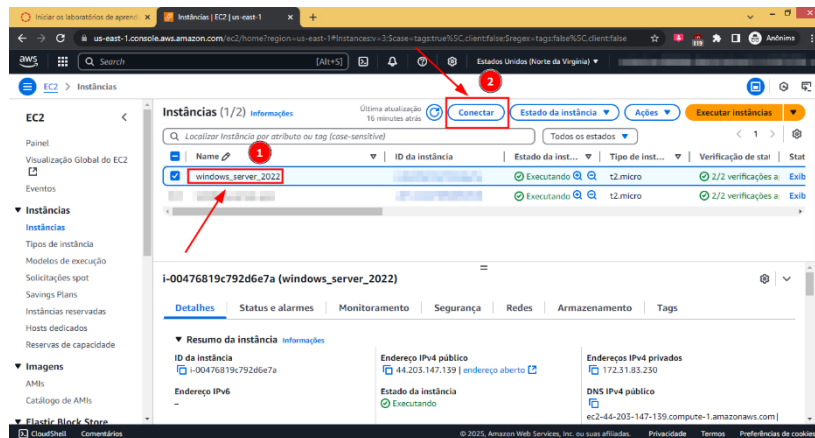 Iniciar os laboratórios de aprend
Instâncias | EC2 | us-east-1
us-east-1.console.aws.amazon.com/ec2/home?region=us-east-1#Instances:v=3;$case=tags:true%5C,client:false;$regex=tags:false%5C,client:false
Anônima
aws
Search
[Alt+S]
Estados Unidos (Norte da Virgínia)
EC2 > Instâncias
2
EC2
Painel
Visualização Global do EC2
Eventos
Instâncias
Instâncias
Tipos de instância
Modelos de execução
Solicitações spot
Savings Plans
Instâncias reservadas
Hosts dedicados
Reservas de capacidade
Imagens
AMIs
Catálogo de AMIs
Elastic Block Store
Instâncias (1/2) Informações
Última atualização
16 minutes atrás
Conectar
Estado da instância
Ações
Executar instâncias
Localizar Instância por atributo ou tag (case-sensitive)
Todos os estados
1
1
Name
ID da instância
Estado da inst...
Tipo de inst...
Verificação de stat
Stat
windows_server_2022
Executando
t2.micro
2/2 verificações a
Exib
Executando
t2.micro
2/2 verificações a
Exib
i-00476819c792d6e7a (windows_server_2022)
Detalhes
Status e alarmes
Monitoramento
Segurança
Redes
Armazenamento
Tags
Resumo da instância Informações
ID da instância
i-00476819c792d6e7a
Endereço IPv4 público
44.203.147.139 | endereço aberto
Endereços IPv4 privados
172.31.83.230
Endereço IPv6
–
Estado da instância
Executando
DNS IPv4 público
ec2-44-203-147-139.compute-1.amazonaws.com |
CloudShell
Comentários
© 2025, Amazon Web Services, Inc. ou suas afiliadas.
Privacidade
Termos
Preferências de cookies